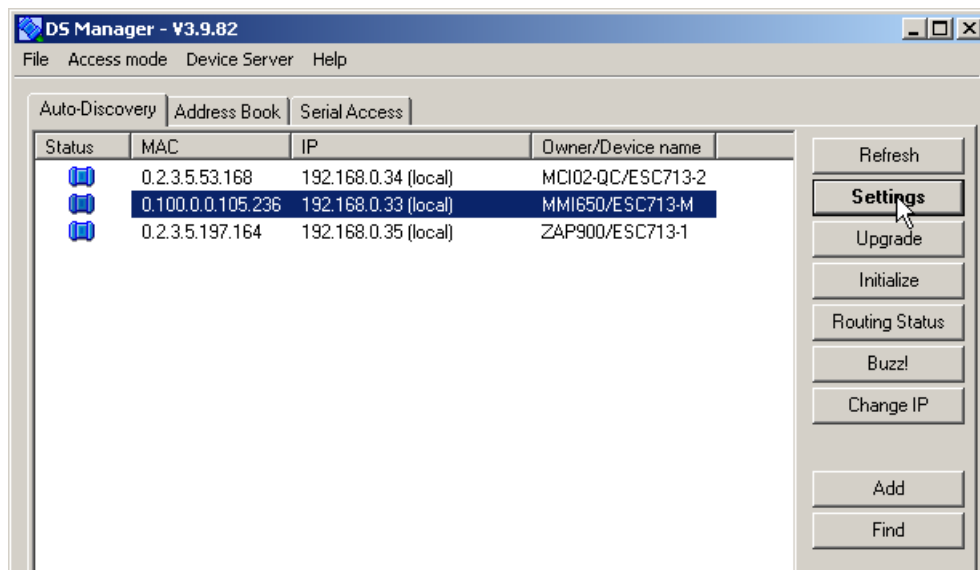 DS Manager - V3.9.82
File Access mode Device Server Help
Auto-Discovery Address Book Serial Access
Status MAC IP Owner/Device name
0.2.3.5.53.168 192.168.0.34 (local) MCI02-QC/ESC713-2
0.100.0.0.105.236 192.168.0.33 (local) MMI650/ESC713-M
0.2.3.5.197.164 192.168.0.35 (local) ZAP900/ESC713-1
Refresh
Settings
Upgrade
Initialize
Routing Status
Buzz!
Change IP
Add
Find